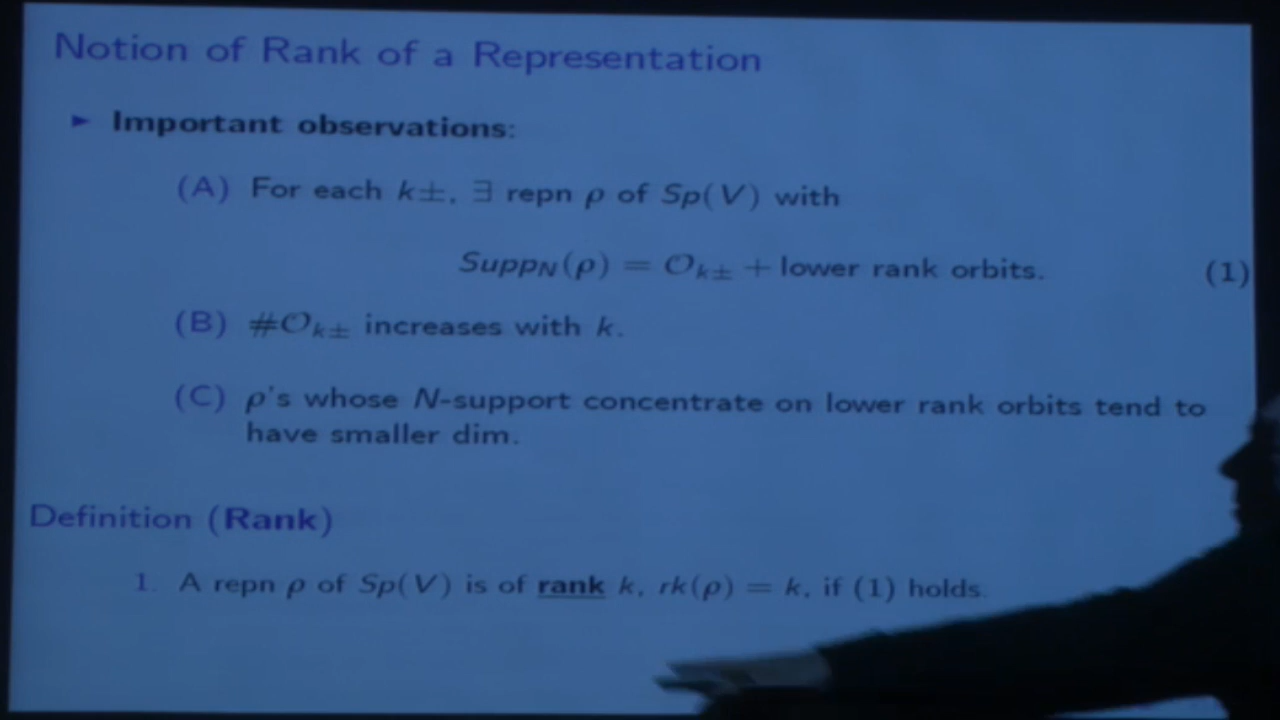 Notion of Rank of a Representation
► Important observations:
(A) For each k±, ∃ repn ρ of Sp(V) with
Supp_N(ρ) = 𝒪_{k±} + lower rank orbits. (1)
(B) #𝒪_{k±} increases with k.
(C) ρ's whose N-support concentrate on lower rank orbits tend to
have smaller dim.
Definition (Rank)
1. A repn ρ of Sp(V) is of rank k, rk(ρ) = k, if (1) holds.